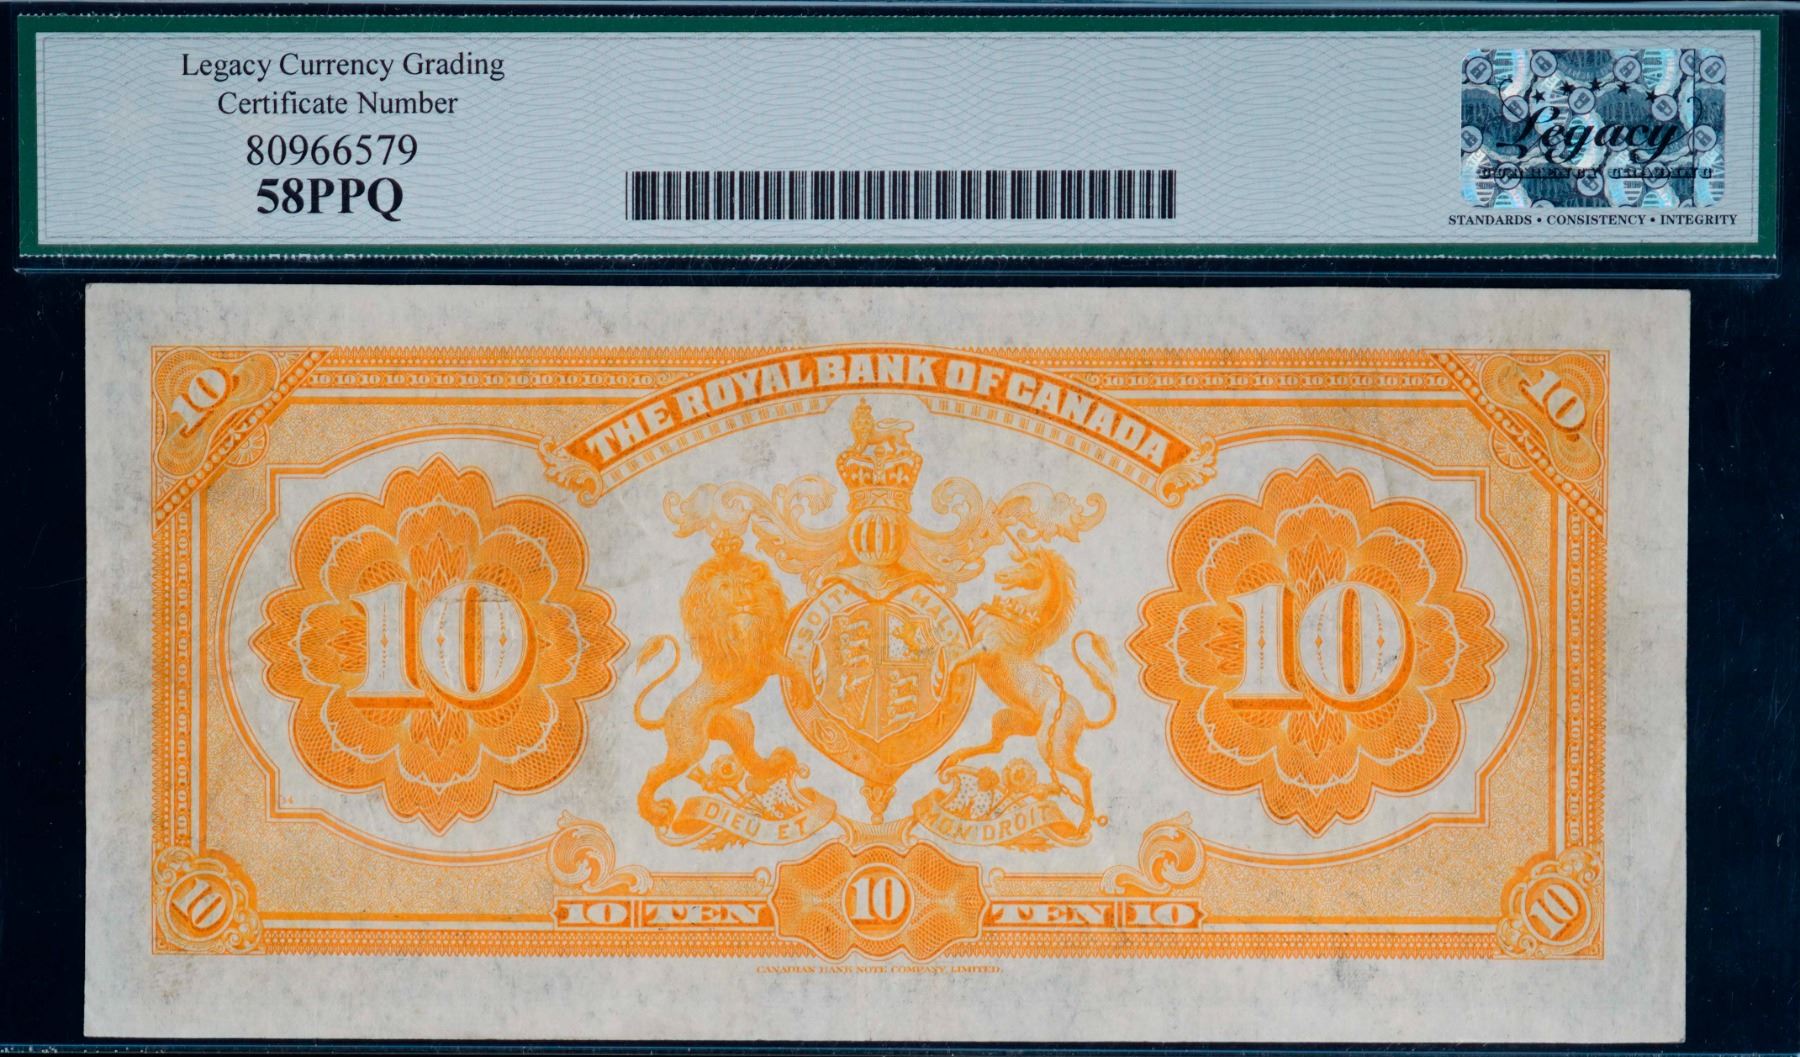 Legacy Currency Grading
Certificate Number
80966579
58PPQ
Legacy
CURRENCY GRADING
STANDARDS • CONSISTENCY • INTEGRITY
THE ROYAL BANK OF CANADA
10
10
SOIT
MAL
10
10
DIEU ET
MON DROIT
10
10 TEN
10
TEN 10
10
CANADIAN BANK NOTE COMPANY, LIMITED.